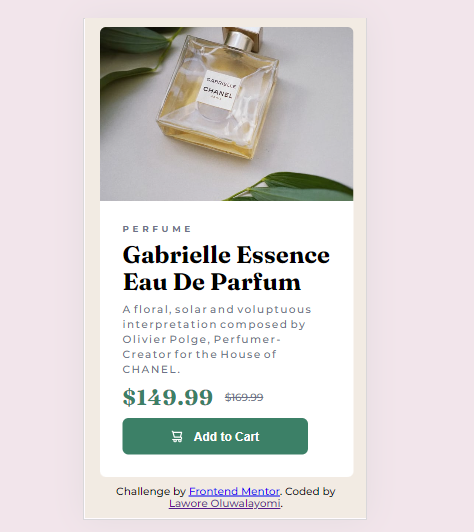 GABRIELLE
CHANEL
PARIS
PERFUME
Gabrielle Essence
Eau De Parfum
A floral, solar and voluptuous
interpretation composed by
Olivier Polge, Perfumer-
Creator for the House of
CHANEL.
$149.99 $169.99
Add to Cart
Challenge by Frontend Mentor. Coded by
Lawore Oluwalayomi.